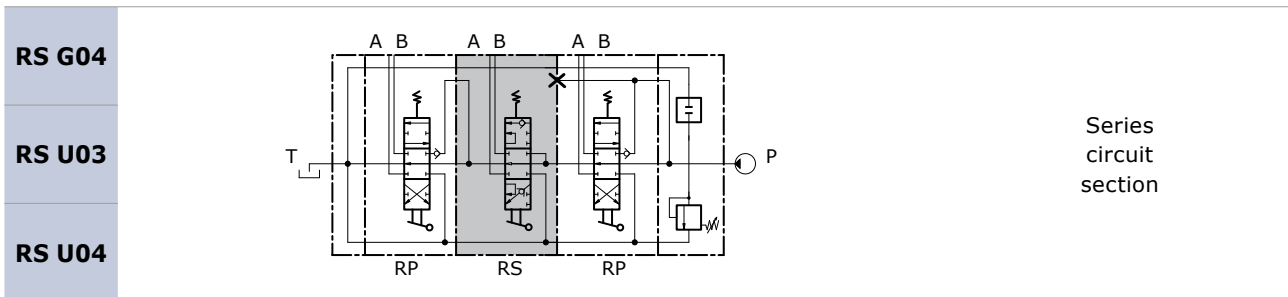 RS G04
RS U03
RS U04
A B A B A B
T
P
RP RS RP
Series
circuit
section